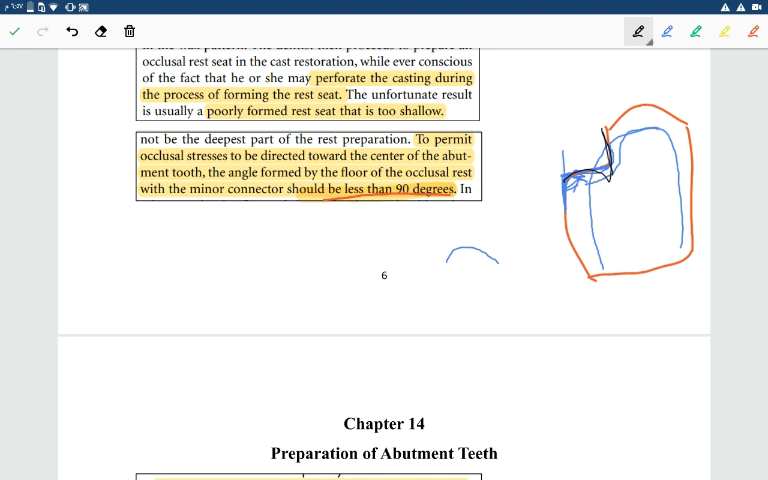 occlusal rest seat in the cast restoration, while ever conscious
of the fact that he or she may perforate the casting during
the process of forming the rest seat. The unfortunate result
is usually a poorly formed rest seat that is too shallow.
not be the deepest part of the rest preparation. To permit
occlusal stresses to be directed toward the center of the abut-
ment tooth, the angle formed by the floor of the occlusal rest
with the minor connector should be less than 90 degrees. In
6
Chapter 14
Preparation of Abutment Teeth